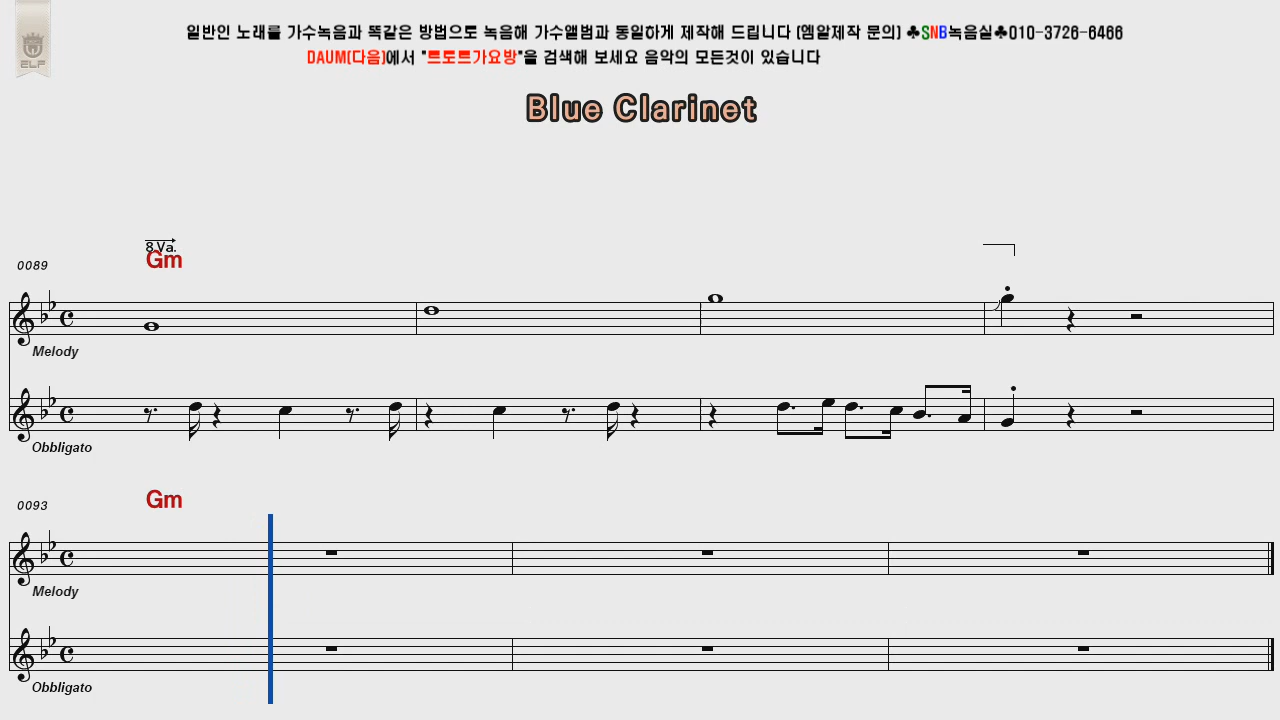 일반인 노래를 가수녹음과 똑같은 방법으로 녹음해 가수앨범과 동일하게 제작해 드립니다 [엠알제작 문의] ♣SNB녹음실♣010-3726-6466
DAUM[다음]에서 "트토트가요방"을 검색해 보세요 음악의 모든것이 있습니다
ELF
Blue Clarinet
8.Va.
0089 Gm
Melody
Obbligato
0093 Gm
Melody
Obbligato